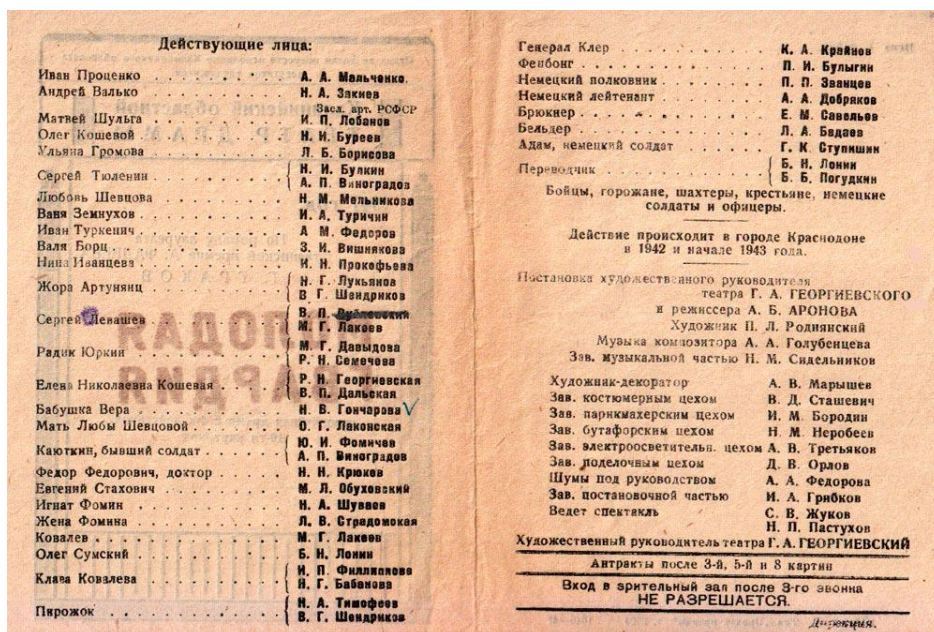 Действующие лица:
Иван Проценко . . . . . . . . . . . А. А. Мальченко
Андрей Валько . . . . . . . . . . . Н. А. Закиев
Засл. арт. РСФСР
Матвей Шульга . . . . . . . . . . . И. П. Лобанов
Олег Кошевой . . . . . . . . . . . Н. И. Буреев
Ульяна Громова . . . . . . . . . . . Л. Б. Борисова
Сергей Тюленин . . . . . . . . . . . Н. И. Булкин
А. П. Виноградов
Любовь Шевцова . . . . . . . . . . . Н. М. Мельникова
Ваня Земнухов . . . . . . . . . . . И. А. Туричин
Иван Туркенич . . . . . . . . . . . А М. Федоров
Валя Борц . . . . . . . . . . . З. И. Вишнякова
Нина Иванцева . . . . . . . . . . . И. Н. Прокофьева
Жора Артунянц . . . . . . . . . . . Н. Г. Лукьянов
В Г. Шендриков
Сергей Левашев . . . . . . . . . . . В. П.
М. Г. Лакеев
Радик Юркин . . . . . . . . . . . М. Г. Давыдова
Р. Н. Семечова
Елена Николаевна Кошевая . . . . . Р. Н. Георгиевская
В. П. Дальская
Бабушка Вера . . . . . . . . . . . Н. В. Гончарова V
Мать Любы Шевцовой . . . . . . . . О. Г. Лаконская
Каюткин, бывший солдат . . . . . . Ю. И. Фомичев
А. П. Виноградов
Федор Федорович, доктор . . . . . . Н. Н. Крюков
Евгений Стахович . . . . . . . . . . М. Л. Обуховский
Игнат Фомин . . . . . . . . . . . Н. А. Шуваев
Жена Фомина . . . . . . . . . . . Л. В. Страдомская
Ковалев . . . . . . . . . . . М. Г. Лакеев
Олег Сумский . . . . . . . . . . . Б. Н. Лонин
Клава Ковалева . . . . . . . . . . . И. П. Филлипова
Н. Г. Бабанова
Пирожок . . . . . . . . . . . Н. А. Тимофеев
В. Г. Шендриков
Генерал Клер . . . . . . . . . . . К. А. Крайнов
Фенбонг . . . . . . . . . . . П. И. Булыгин
Немецкий полковник . . . . . . . . П. П. Званцев
Немецкий лейтенант . . . . . . . . А. А. Добряков
Брюкнер . . . . . . . . . . . Е. М. Савельев
Бельдер . . . . . . . . . . . Л. А. Бадаев
Адам, немецкий солдат . . . . . . . Г. К Ступишин
Переводчик . . . . . . . . . . . Б. Н. Лонин
Б. Б. Погудкин
Бойцы, горожане, шахтеры, крестьяне, немецкие
солдаты и офицеры.
Действие происходит в городе Краснодоне
в 1942 и начале 1943 года.
Постановка художественного руководителя
театра Г. А. ГЕОРГИЕВСКОГО
и режиссера А. Б. АРОНОВА
Художник П. Л. Родиянский
Музыка композитора А. А. Голубенцева
Зав. музыкальной частью Н. М. Сидельников
Художник-декоратор А. В. Марышев
Зав. костюмерным цехом В. Д. Сташевич
Зав. парикмахерским цехом И. М. Бородин
Зав. бутафорским цехом Н. М. Неробеев
Зав. электроосветительн. цехом А. Н. Третьяков
Зав. поделочным цехом Д. В. Орлов
Шумы под руководством А. А. Федорова
Зав. постановочной частью И. А. Грибков
Ведет спектакль С. В. Жуков
Н. П. Пастухов
Художественный руководитель театра Г. А. ГЕОРГИЕВСКИЙ
Антракты после 3-й, 5-й и 8 картин
Вход в зрительный зал после 3-го звонка
НЕ РАЗРЕШАЕТСЯ.
Дирекция.